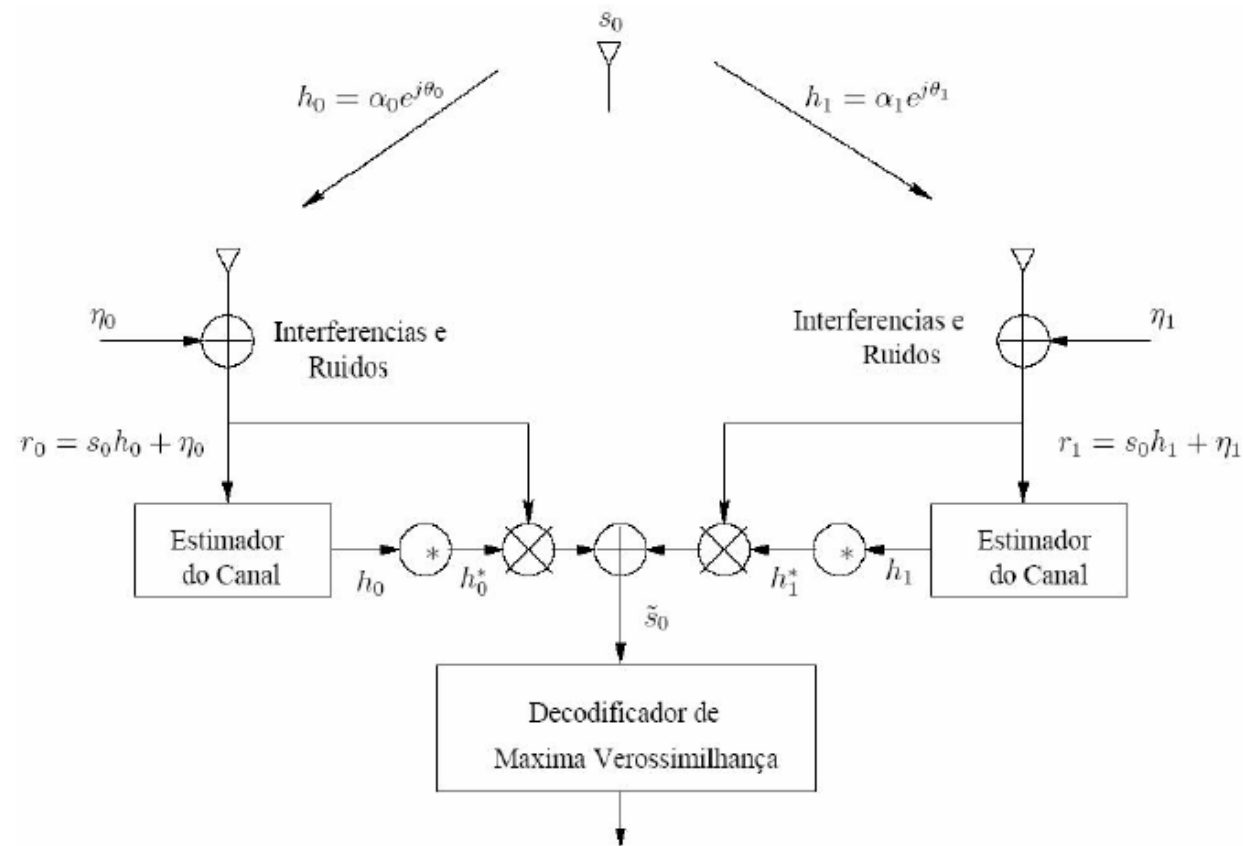 s₀
h₀ = α₀e^{jθ₀}
h₁ = α₁e^{jθ₁}
η₀
Interferencias e
Ruidos
Interferencias e
Ruidos
η₁
r₀ = s₀h₀ + η₀
r₁ = s₀h₁ + η₁
Estimador
do Canal
h₀
*
h₀*
h₁*
*
h₁
Estimador
do Canal
s̃₀
Decodificador de
Maxima Verossimilhança